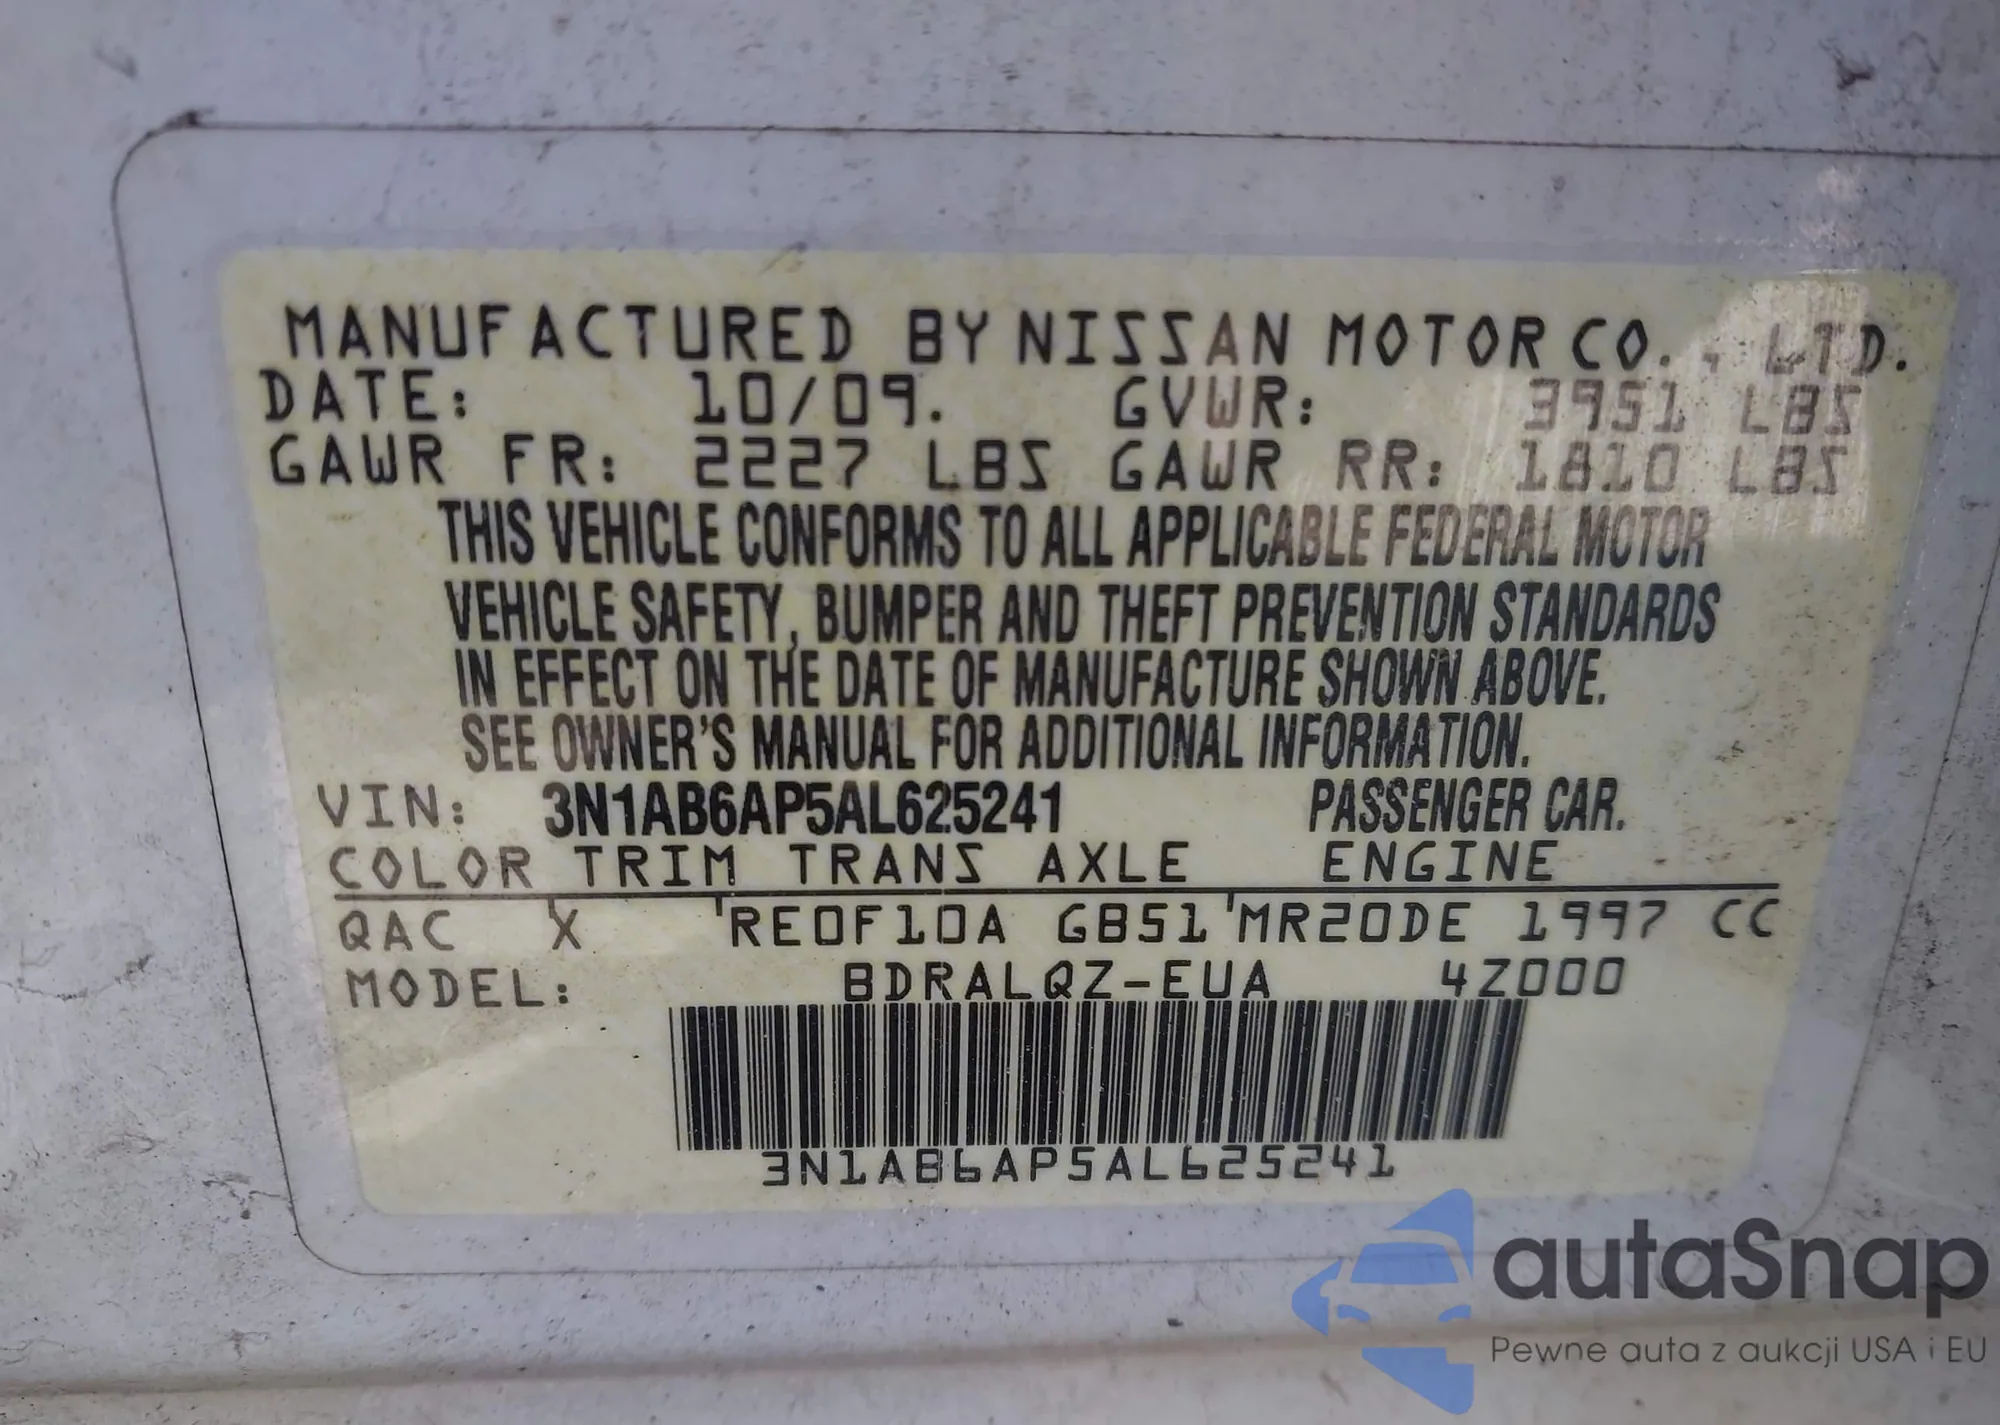 MANUFACTURED BY NISSAN MOTOR CO., LTD.
DATE: 10/09. GVWR: 3951 LBS
GAWR FR: 2227 LBS GAWR RR: 1810 LBS
THIS VEHICLE CONFORMS TO ALL APPLICABLE FEDERAL MOTOR
VEHICLE SAFETY, BUMPER AND THEFT PREVENTION STANDARDS
IN EFFECT ON THE DATE OF MANUFACTURE SHOWN ABOVE.
SEE OWNER'S MANUAL FOR ADDITIONAL INFORMATION.
VIN: 3N1AB6AP5AL625241 PASSENGER CAR.
COLOR TRIM TRANS AXLE ENGINE
QAC X RE0F10A GB51 MR20DE 1997 CC
MODEL: BDRALQZ-EUA 4Z000
3N1AB6AP5AL625241
autaSnap
Pewne auta z aukcji USA i EU